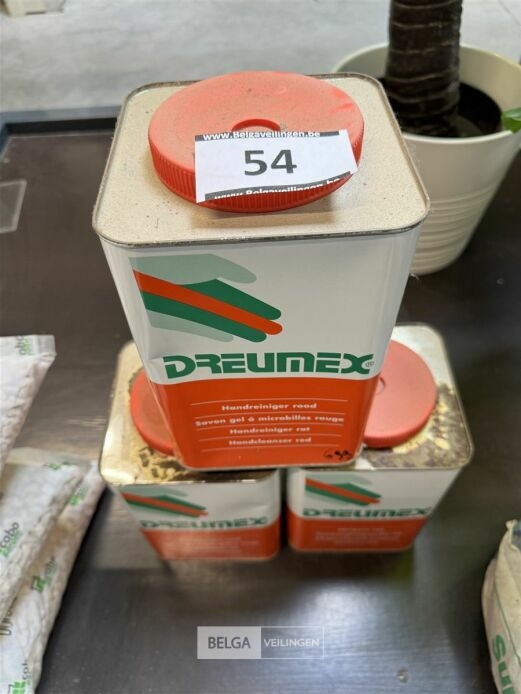 www.Belgaveilingen.be
54
www.Belgaveilingen.be
DREUMEX®
Handreiniger rood
Savon gel à microbilles rouge
Handreiniger rot
Handcleanser red
DREUMEX
DREUMEX
BELGA VEILINGEN